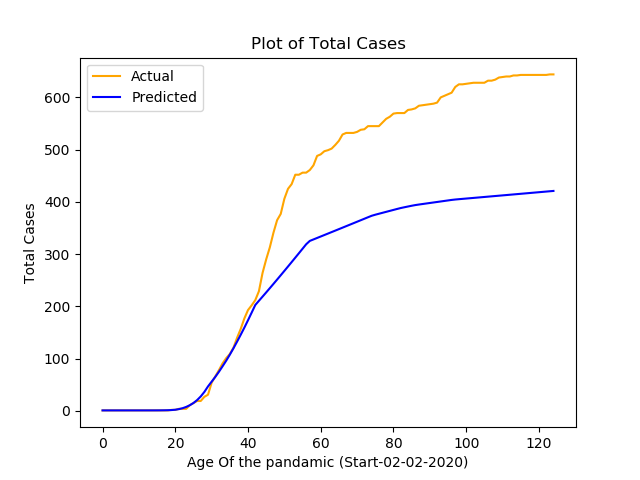 Plot of Total Cases
Actual
Predicted
600
500
400
300
200
100
0
Total Cases
0 20 40 60 80 100 120
Age Of the pandamic (Start-02-02-2020)